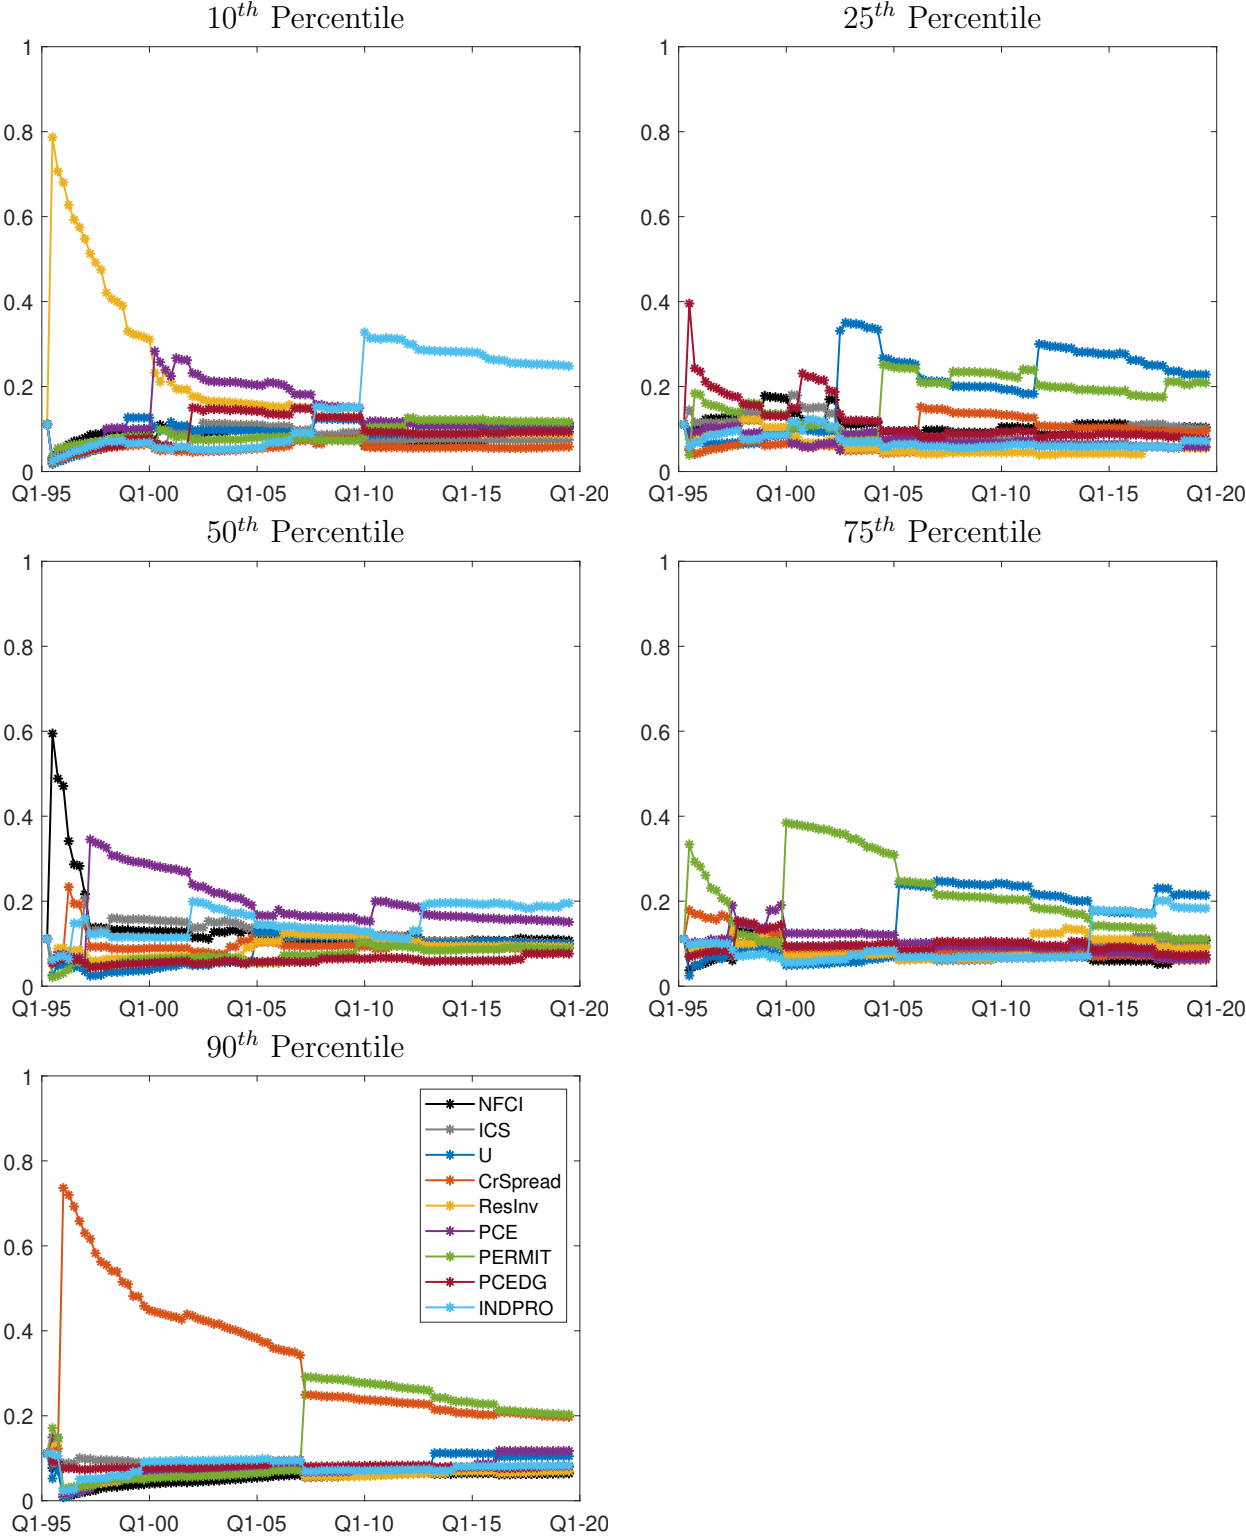 10th Percentile
25th Percentile
1
0.8
0.6
0.4
0.2
0
Q1-95 Q1-00 Q1-05 Q1-10 Q1-15 Q1-20
1
0.8
0.6
0.4
0.2
0
Q1-95 Q1-00 Q1-05 Q1-10 Q1-15 Q1-20
50th Percentile
75th Percentile
1
0.8
0.6
0.4
0.2
0
Q1-95 Q1-00 Q1-05 Q1-10 Q1-15 Q1-20
1
0.8
0.6
0.4
0.2
0
Q1-95 Q1-00 Q1-05 Q1-10 Q1-15 Q1-20
90th Percentile
1
0.8
0.6
0.4
0.2
0
Q1-95 Q1-00 Q1-05 Q1-10 Q1-15 Q1-20
NFCI
ICS
U
CrSpread
ResInv
PCE
PERMIT
PCEDG
INDPRO